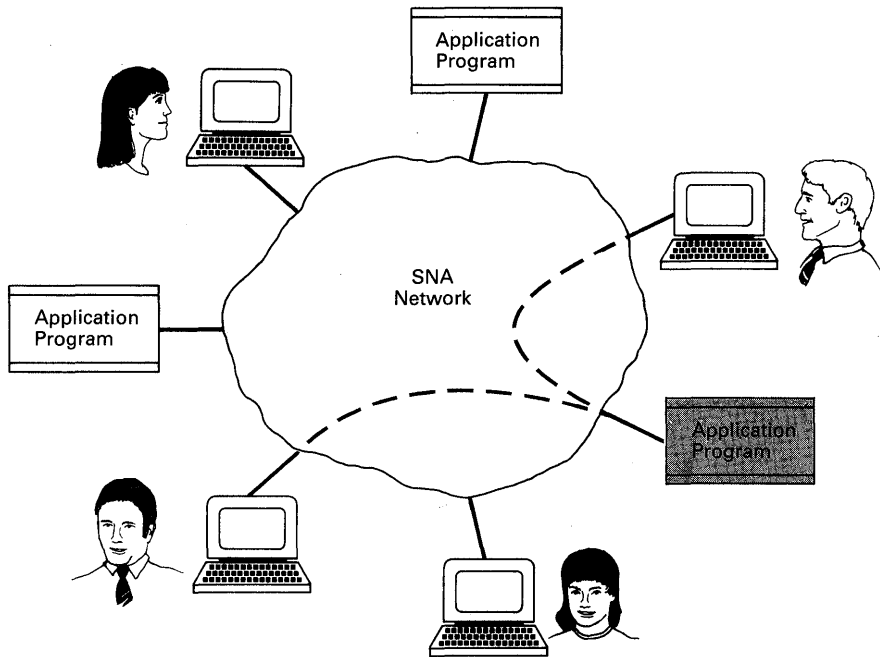 Application
Program
SNA
Network
Application
Program
Application
Program